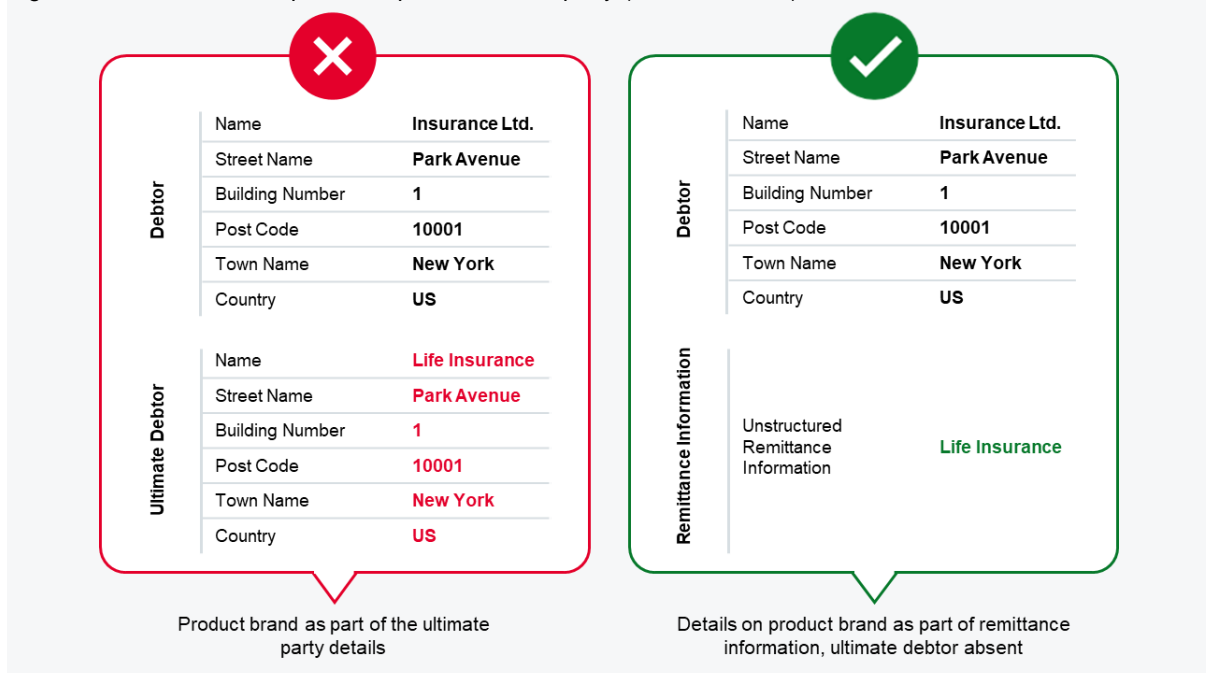 Name Insurance Ltd.
Street Name Park Avenue
Building Number 1
Post Code 10001
Town Name New York
Country US
Debtor
Name Life Insurance
Street Name Park Avenue
Building Number 1
Post Code 10001
Town Name New York
Country US
Ultimate Debtor
Product brand as part of the ultimate
party details
Name Insurance Ltd.
Street Name Park Avenue
Building Number 1
Post Code 10001
Town Name New York
Country US
Debtor
Remittance Information
Unstructured
Remittance
Information
Life Insurance
Details on product brand as part of remittance
information, ultimate debtor absent